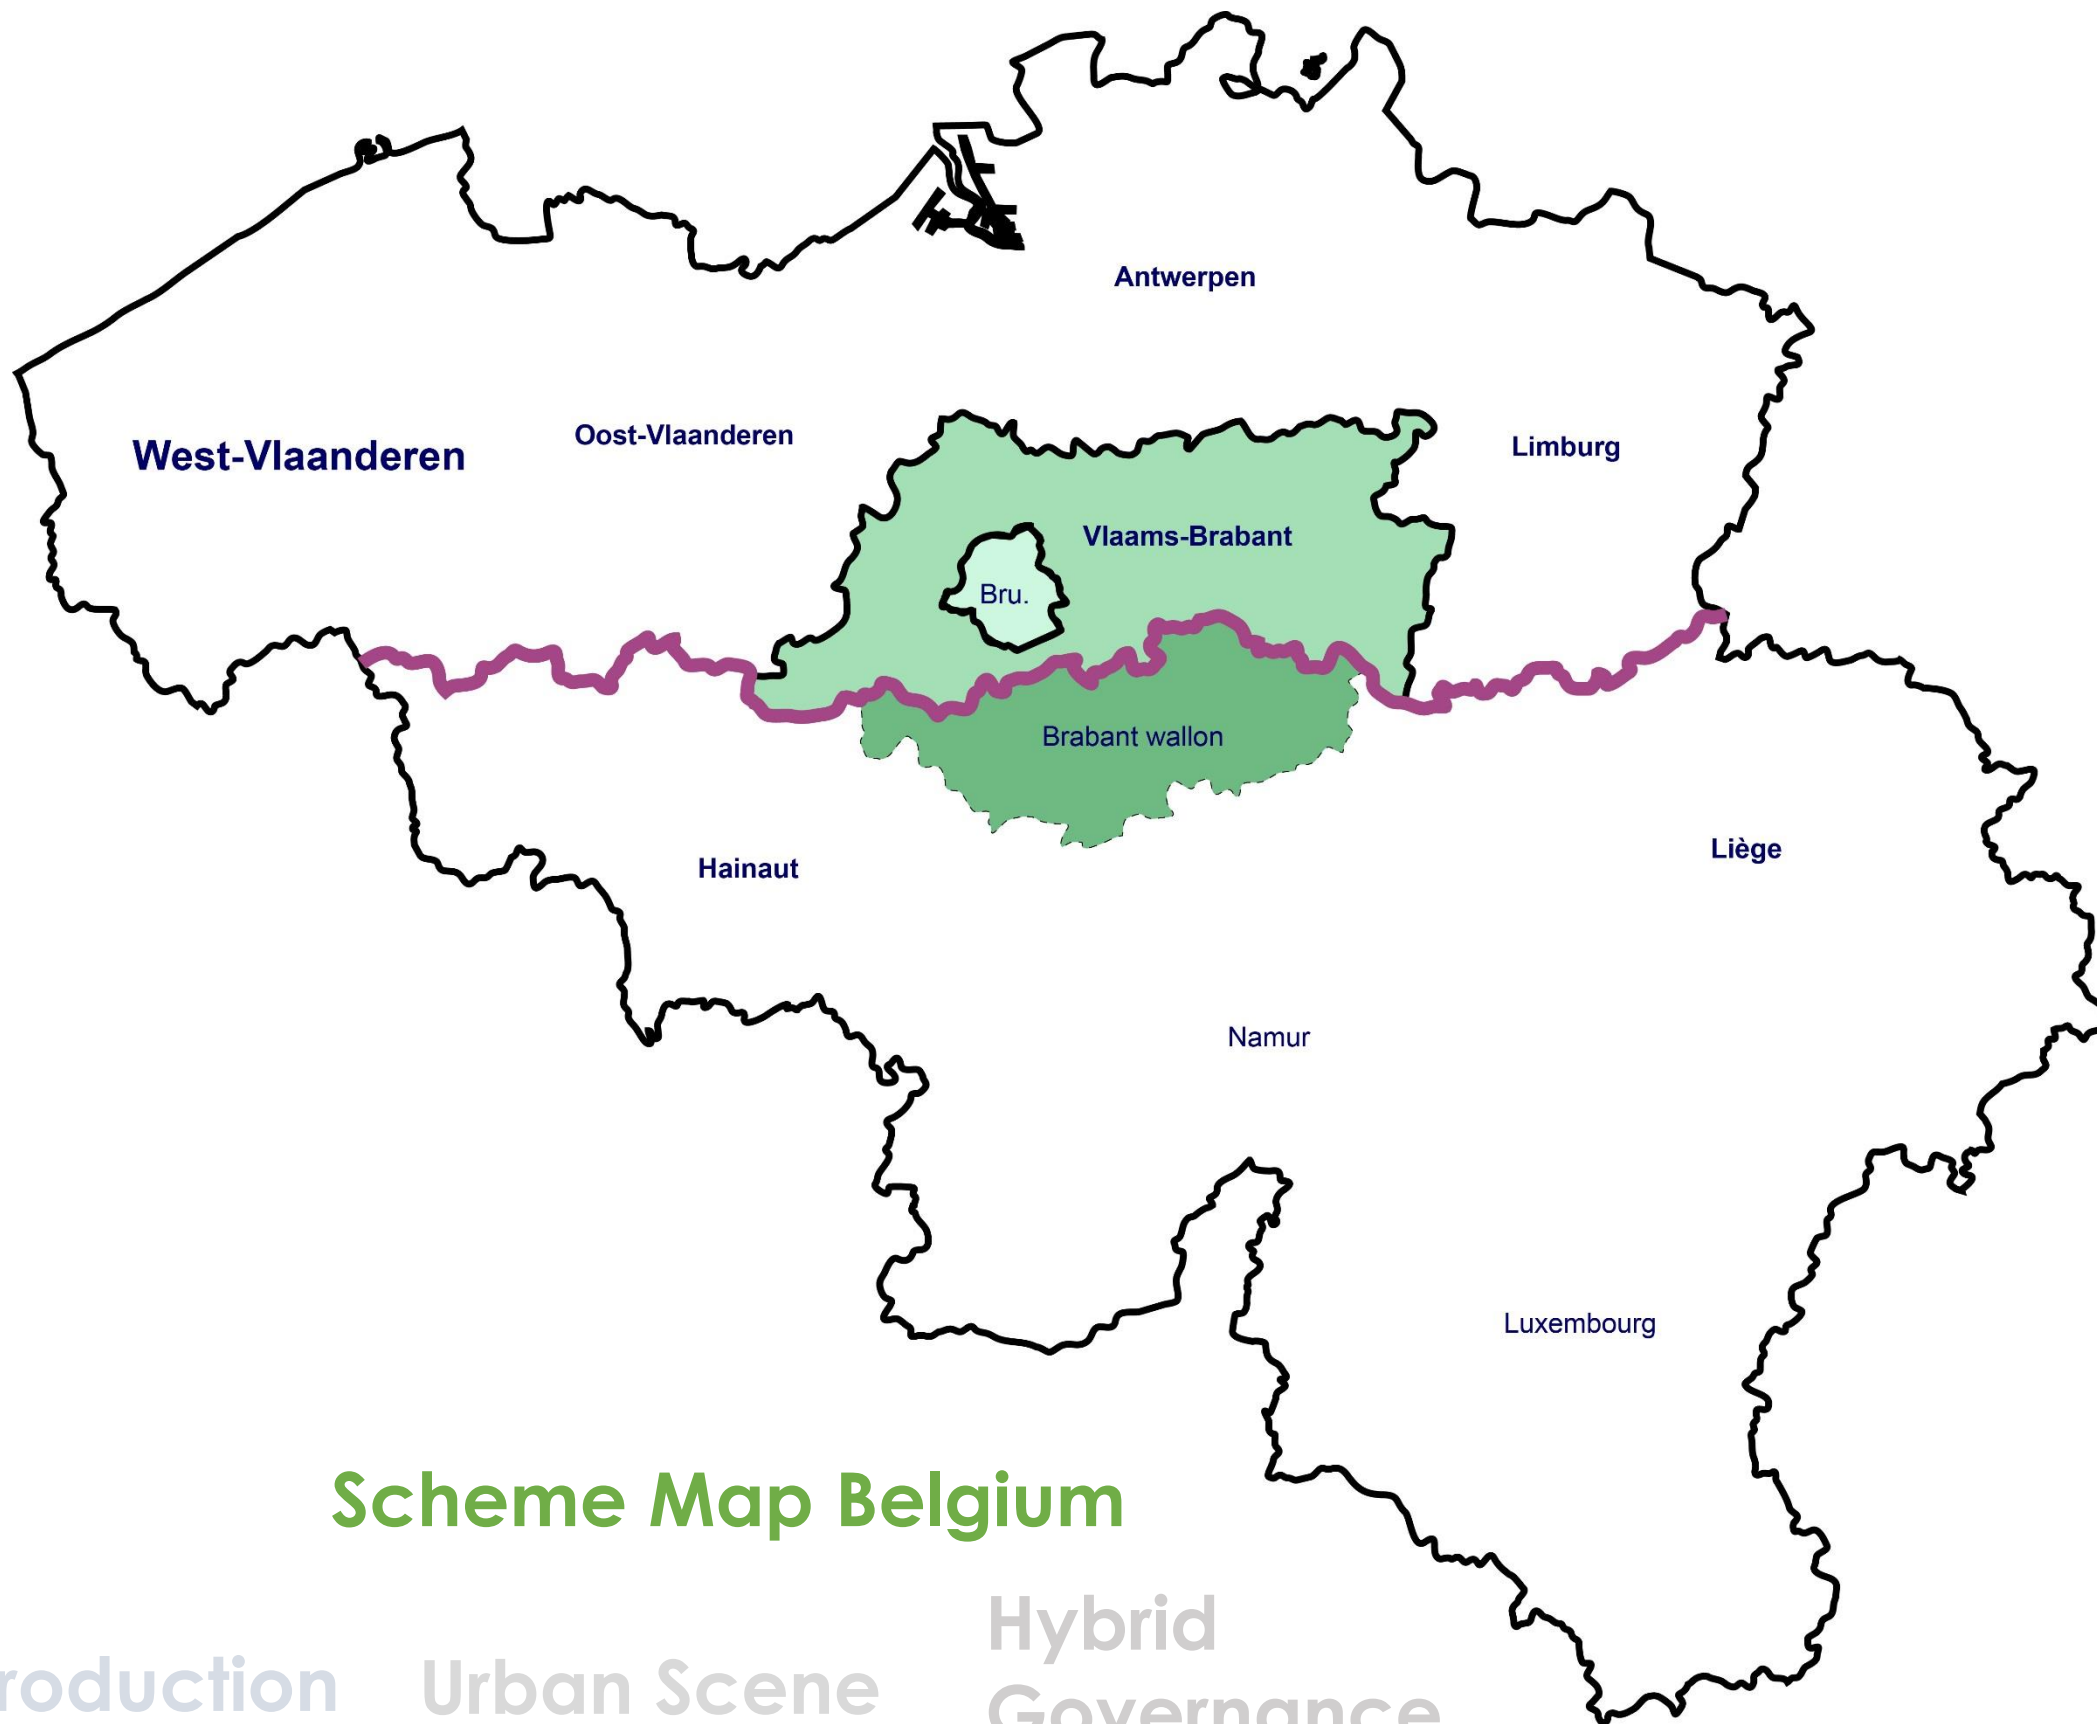 Antwerpen
West-Vlaanderen
Oost-Vlaanderen
Limburg
Vlaams-Brabant
Bru.
Brabant wallon
Hainaut
Liège
Namur
Luxembourg
Scheme Map Belgium
roduction
Urban Scene
Hybrid
Governance